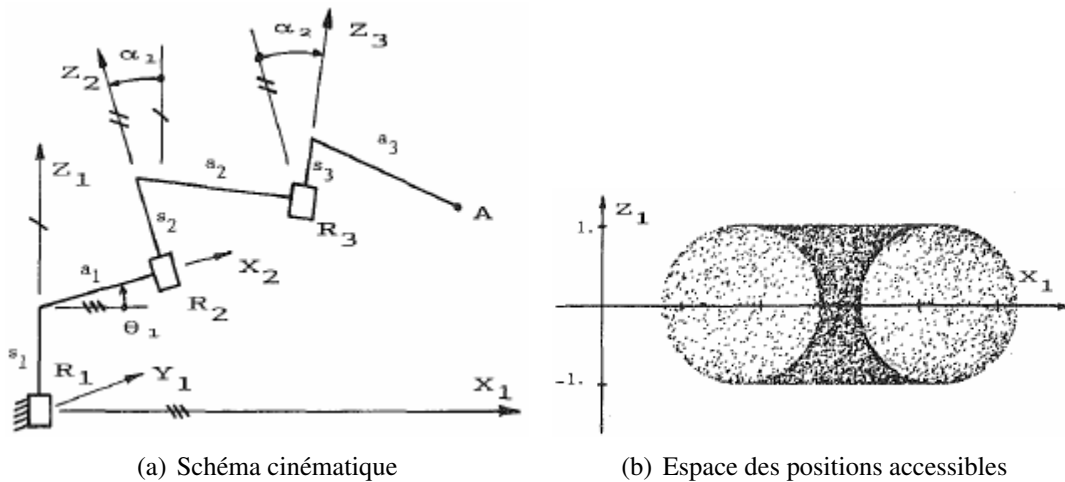 α₁
α₂
Z₃
Z₂
Z₁
a₂
a₃
s₃
A
R₃
s₂
X₂
a₁
R₂
θ₁
s₁
R₁
Y₁
X₁
Z₁
1.
X₁
-1.
(a) Schéma cinématique
(b) Espace des positions accessibles